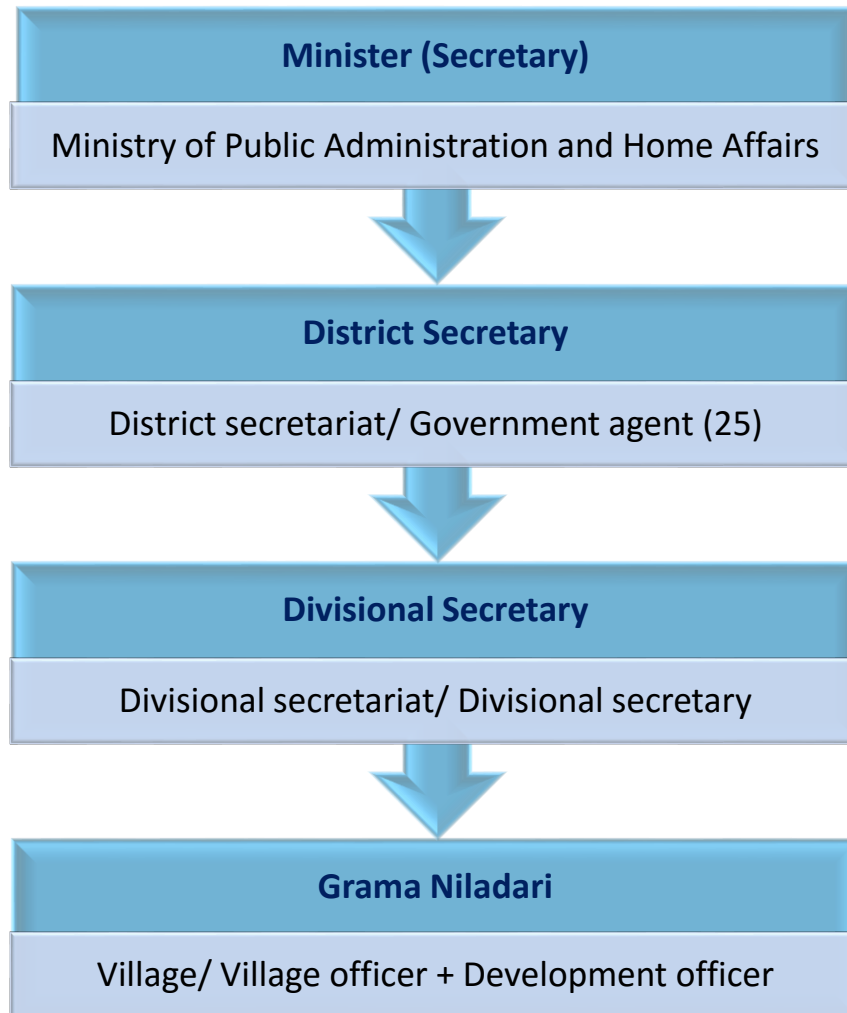 Minister (Secretary)
Ministry of Public Administration and Home Affairs
District Secretary
District secretariat/ Government agent (25)
Divisional Secretary
Divisional secretariat/ Divisional secretary
Grama Niladari
Village/ Village officer + Development officer